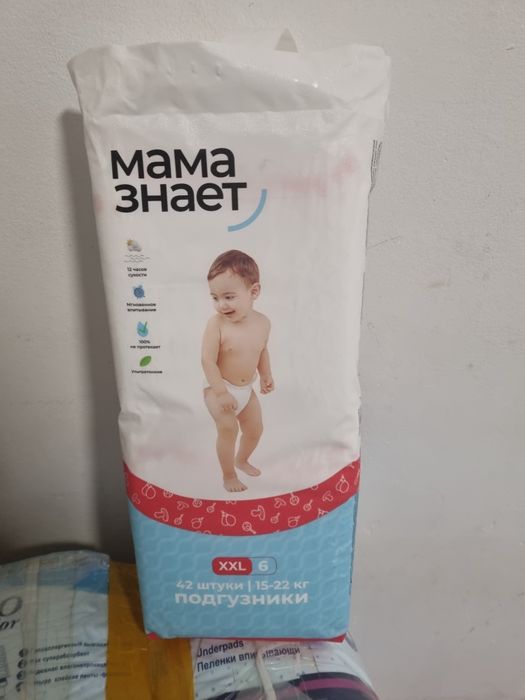 мама
знает
12 часов
сухости
Мгновенное
впитывание
100%
не протекает
Ультратонкие
XXL 6
42 штуки | 15-22 кг
подгузники
Underpads